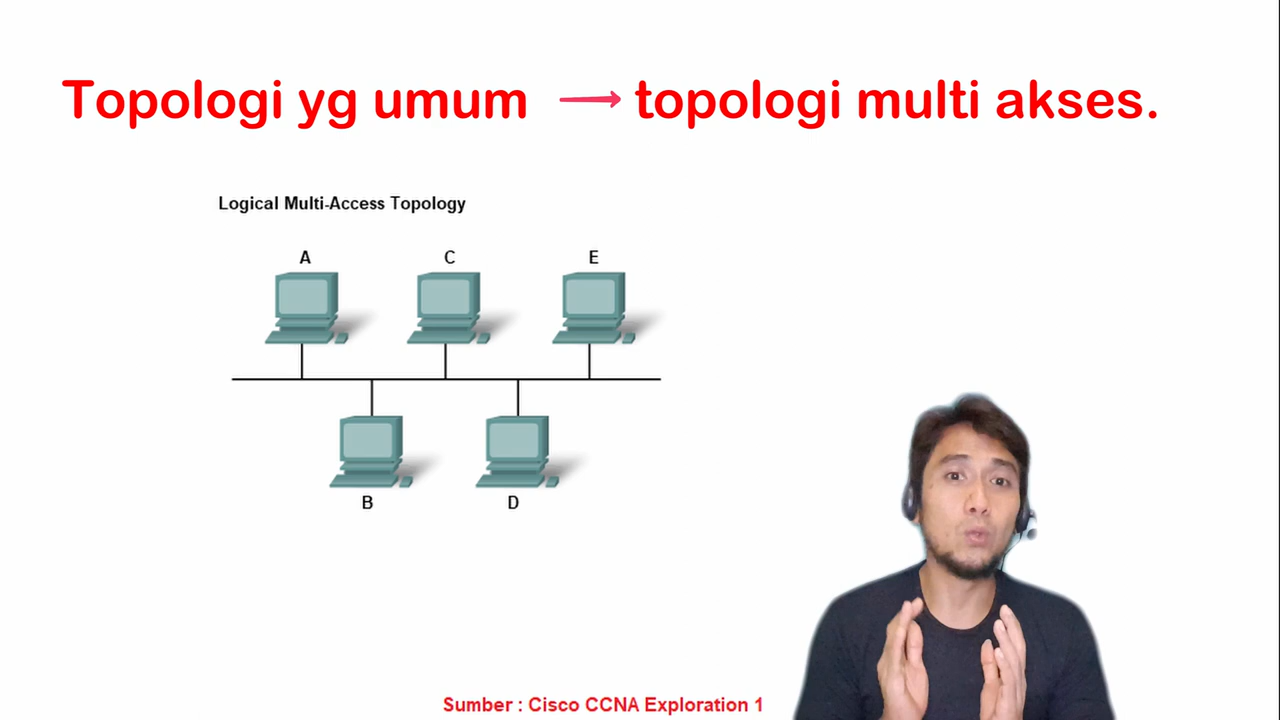 Topologi yg umum → topologi multi akses.
Logical Multi-Access Topology
A C E
B D
Sumber : Cisco CCNA Exploration 1